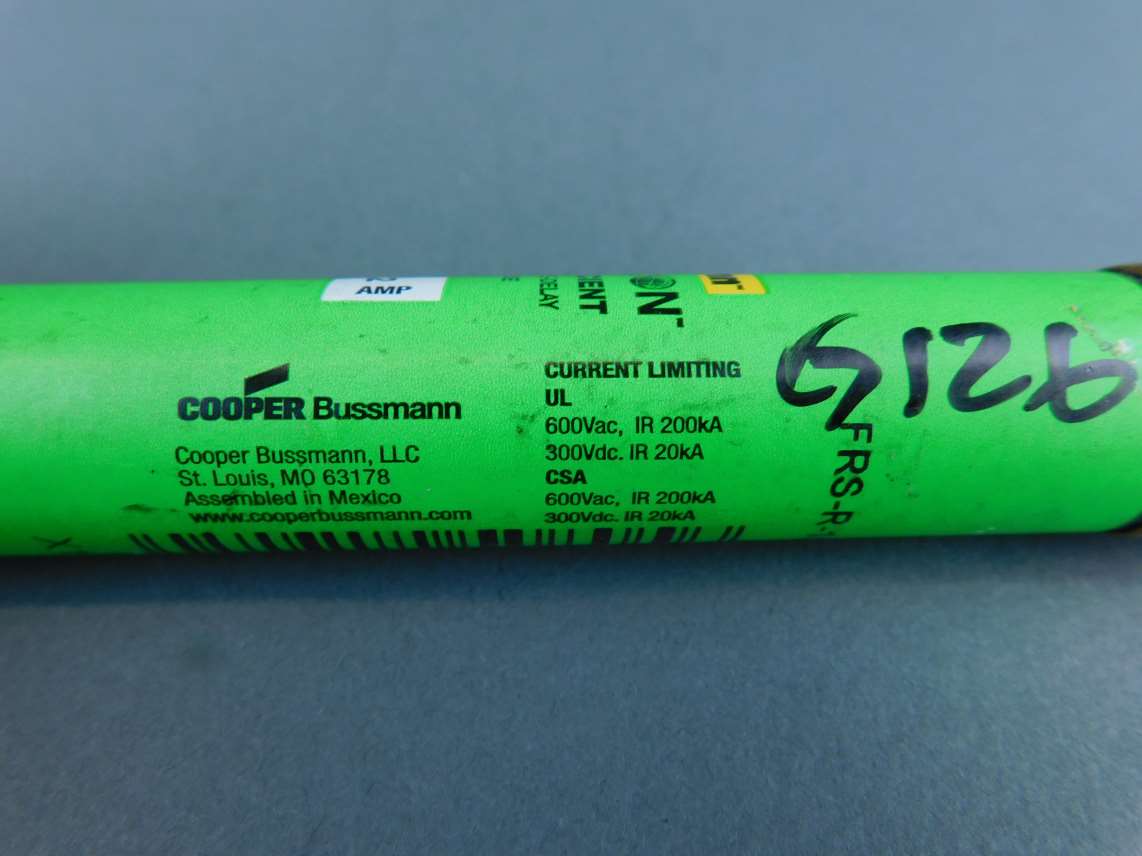 AMP
COOPER Bussmann
Cooper Bussmann, LLC
St. Louis, MO 63178
Assembled in Mexico
www.cooperbussmann.com
CURRENT LIMITING
UL
600Vac, IR 200kA
300Vdc. IR 20kA
CSA
600Vac, IR 200kA
300Vdc. IR 20kA
FRS-R